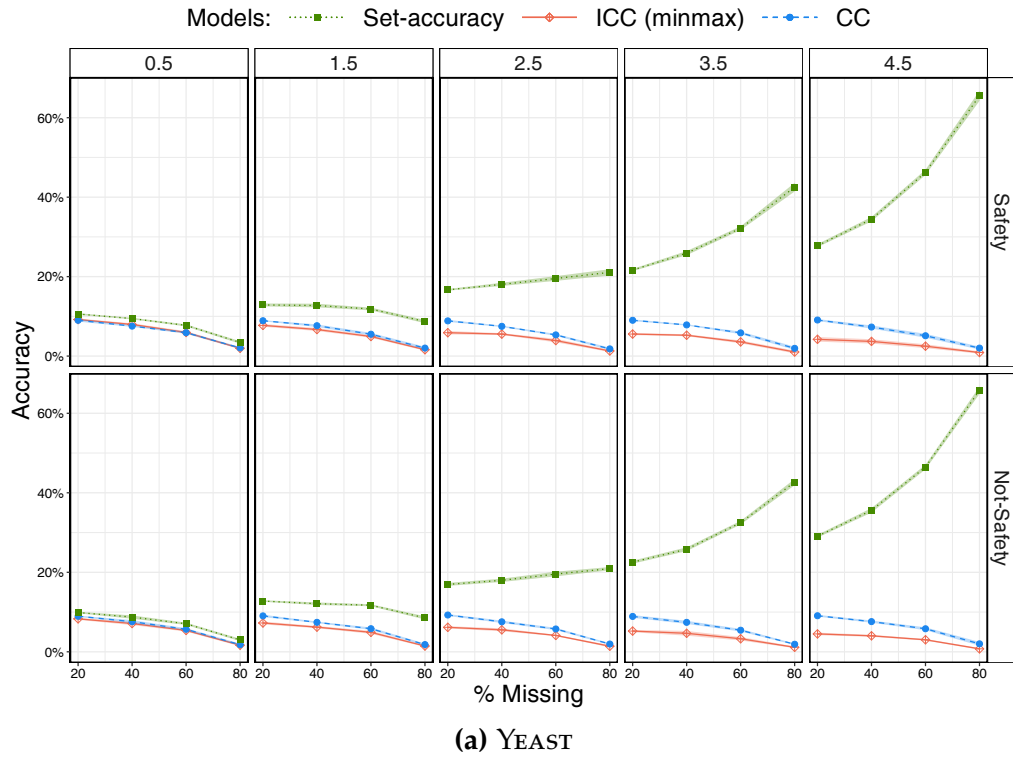 Models: Set-accuracy ICC (minmax) CC
0.5 1.5 2.5 3.5 4.5
60%
40%
20%
0%
Safety
Accuracy
60%
40%
20%
0%
Not-Safety
20 40 60 80 20 40 60 80 20 40 60 80 20 40 60 80 20 40 60 80
% Missing
(a) YEAST